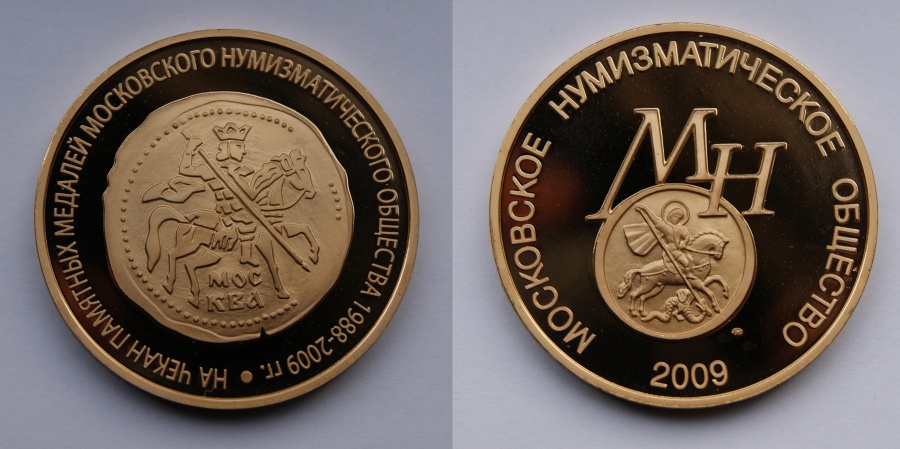 НА ЧЕКАН ПАМЯТНЫХ МЕДАЛЕЙ МОСКОВСКОГО НУМИЗМАТИЧЕСКОГО ОБЩЕСТВА 1988-2009 гг. •
МОС
КВА
МОСКОВСКОЕ НУМИЗМАТИЧЕСКОЕ ОБЩЕСТВО
МН
2009